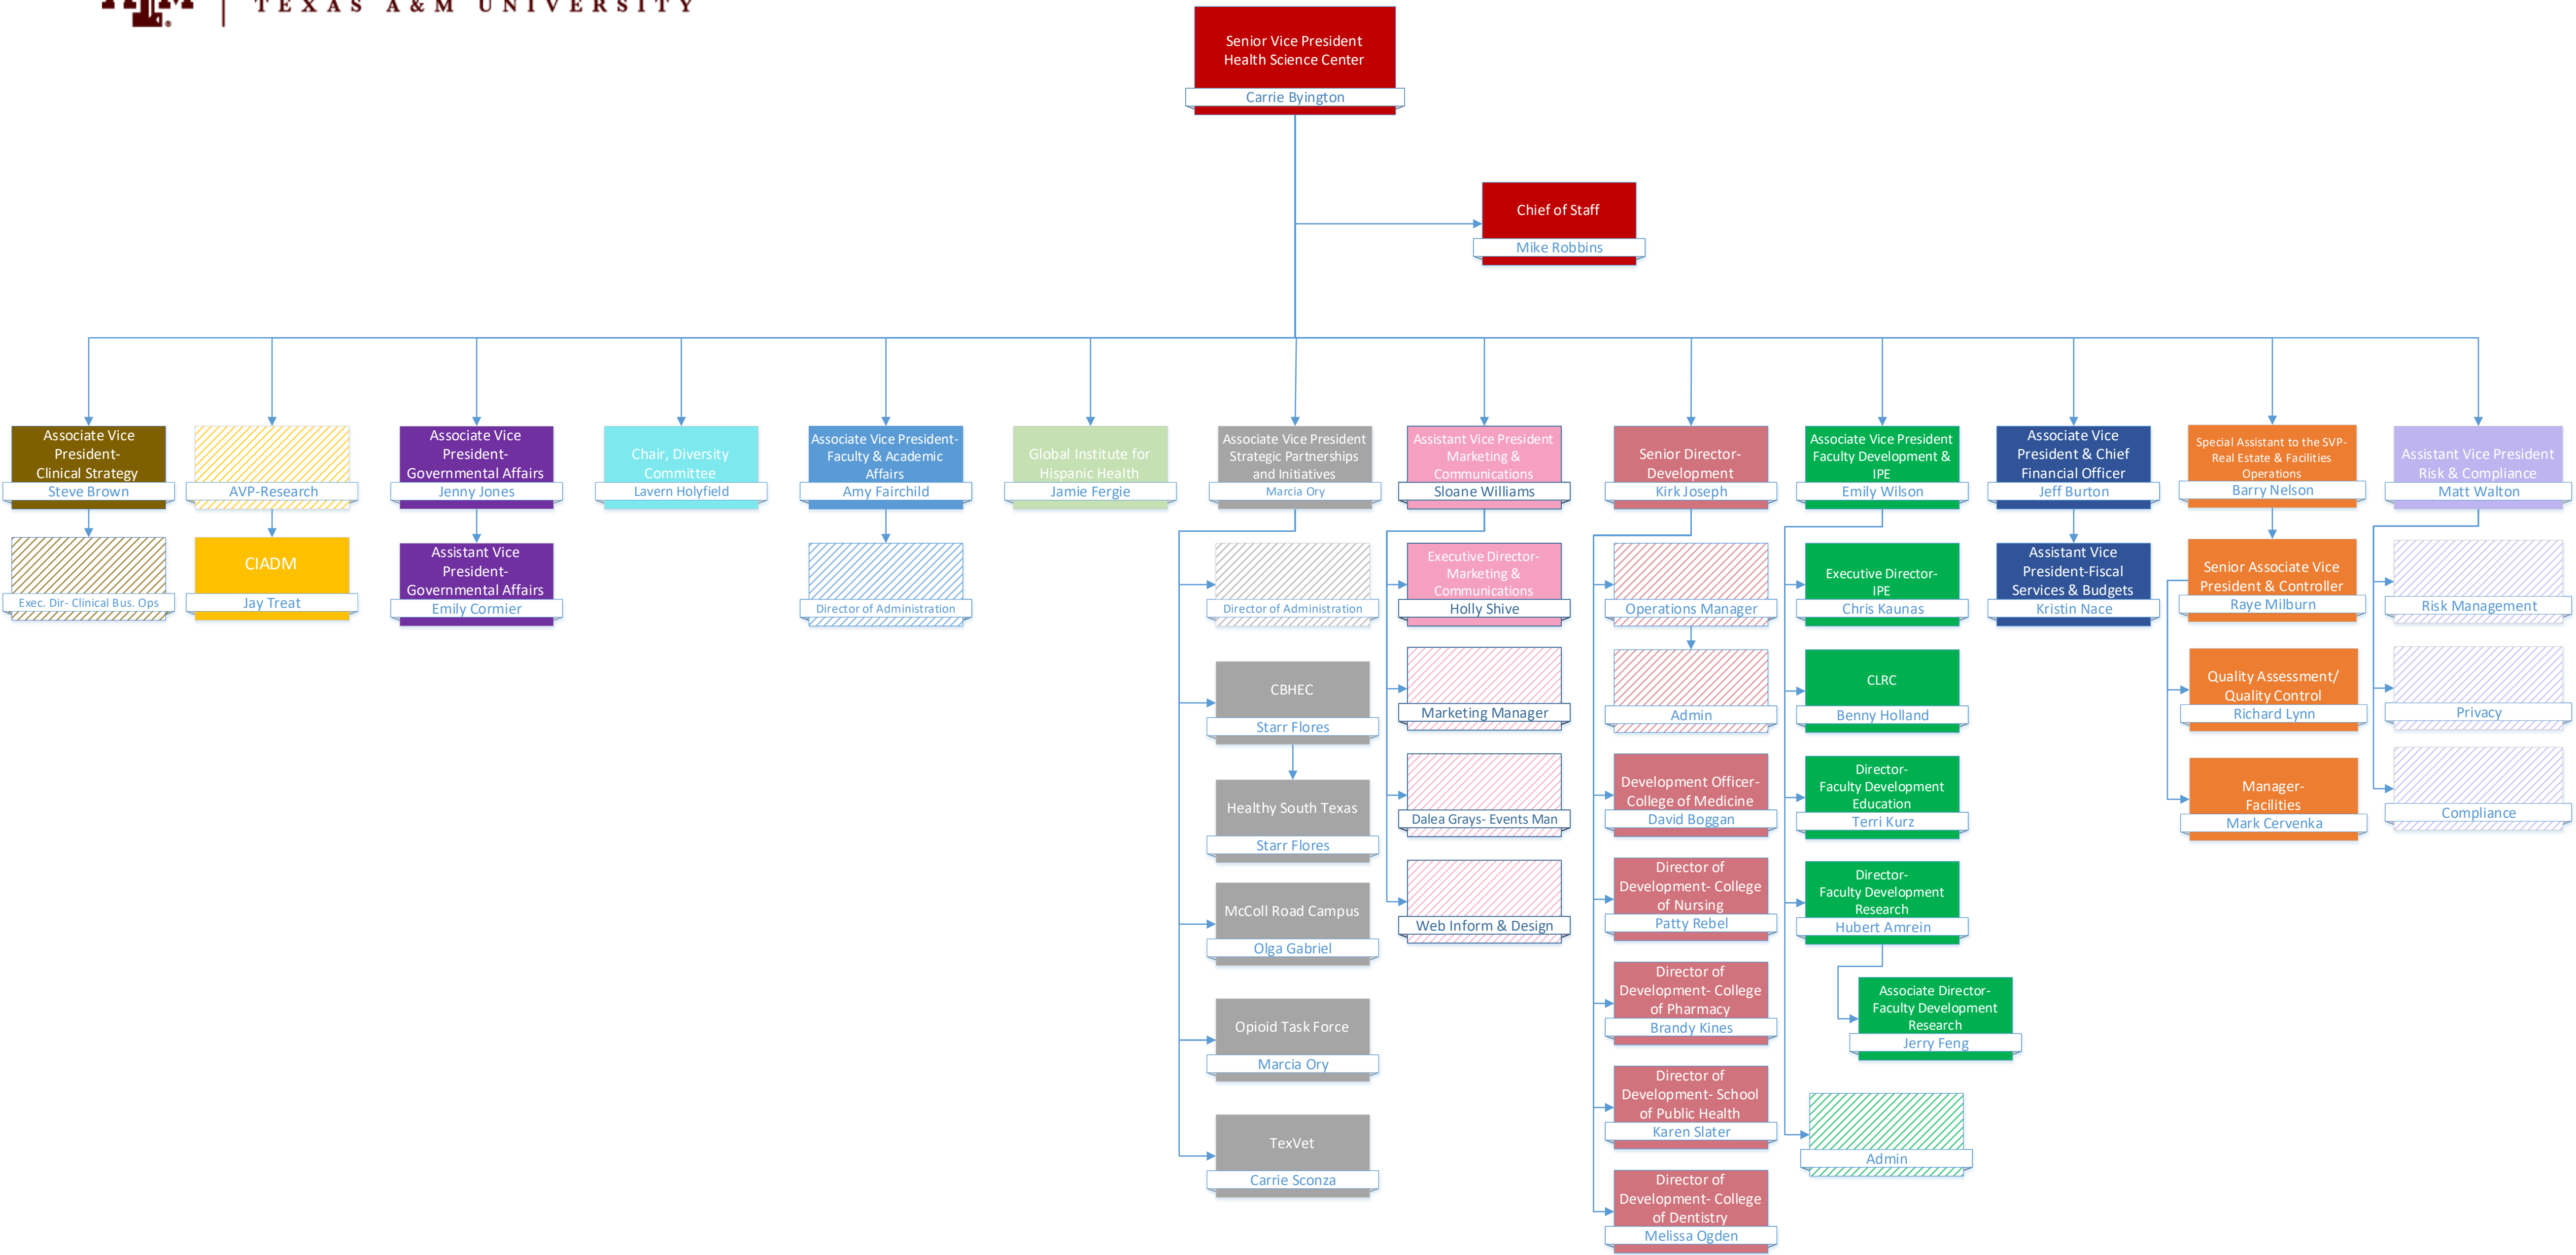 TEXAS A&M UNIVERSITY
Senior Vice President
Health Science Center
Carrie Byington
Chief of Staff
Mike Robbins
Associate Vice
President-
Clinical Strategy
Steve Brown
Exec. Dir- Clinical Bus. Ops
AVP-Research
CIADM
Jay Treat
Associate Vice
President-
Governmental Affairs
Jenny Jones
Assistant Vice
President-
Governmental Affairs
Emily Cormier
Chair, Diversity
Committee
Lavern Holyfield
Associate Vice President-
Faculty & Academic
Affairs
Amy Fairchild
Director of Administration
Global Institute for
Hispanic Health
Jamie Fergie
Associate Vice President
Strategic Partnerships
and Initiatives
Marcia Ory
Director of Administration
CBHEC
Starr Flores
Healthy South Texas
Starr Flores
McColl Road Campus
Olga Gabriel
Opioid Task Force
Marcia Ory
TexVet
Carrie Sconza
Assistant Vice President
Marketing &
Communications
Sloane Williams
Executive Director-
Marketing &
Communications
Holly Shive
Marketing Manager
Dalea Grays- Events Man
Web Inform & Design
Senior Director-
Development
Kirk Joseph
Operations Manager
Admin
Development Officer-
College of Medicine
David Boggan
Director of
Development- College
of Nursing
Patty Rebel
Director of
Development- College
of Pharmacy
Brandy Kines
Director of
Development- School
of Public Health
Karen Slater
Director of
Development- College
of Dentistry
Melissa Ogden
Associate Vice President
Faculty Development &
IPE
Emily Wilson
Executive Director-
IPE
Chris Kaunas
CLRC
Benny Holland
Director-
Faculty Development
Education
Terri Kurz
Director-
Faculty Development
Research
Hubert Amrein
Associate Director-
Faculty Development
Research
Jerry Feng
Admin
Associate Vice
President & Chief
Financial Officer
Jeff Burton
Assistant Vice
President-Fiscal
Services & Budgets
Kristin Nace
Special Assistant to the SVP-
Real Estate & Facilities
Operations
Barry Nelson
Senior Associate Vice
President & Controller
Raye Milburn
Quality Assessment/
Quality Control
Richard Lynn
Manager-
Facilities
Mark Cervenka
Assistant Vice President
Risk & Compliance
Matt Walton
Risk Management
Privacy
Compliance